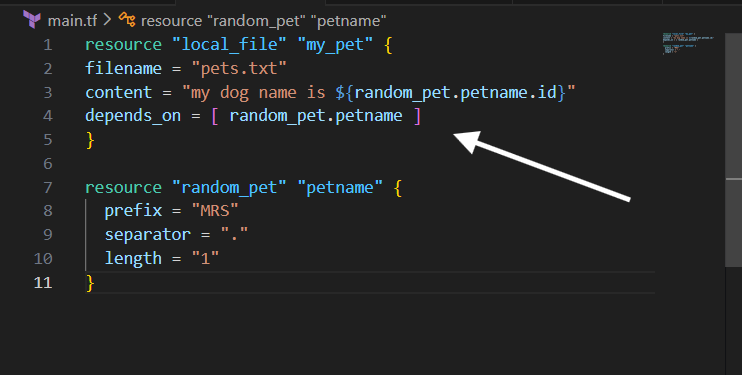 main.tf > resource "random_pet" "petname"
1 resource "local_file" "my_pet" {
2 filename = "pets.txt"
3 content = "my dog name is ${random_pet.petname.id}"
4 depends_on = [ random_pet.petname ]
5 }
6
7 resource "random_pet" "petname" {
8   prefix = "MRS"
9   separator = "."
10   length = "1"
11 }